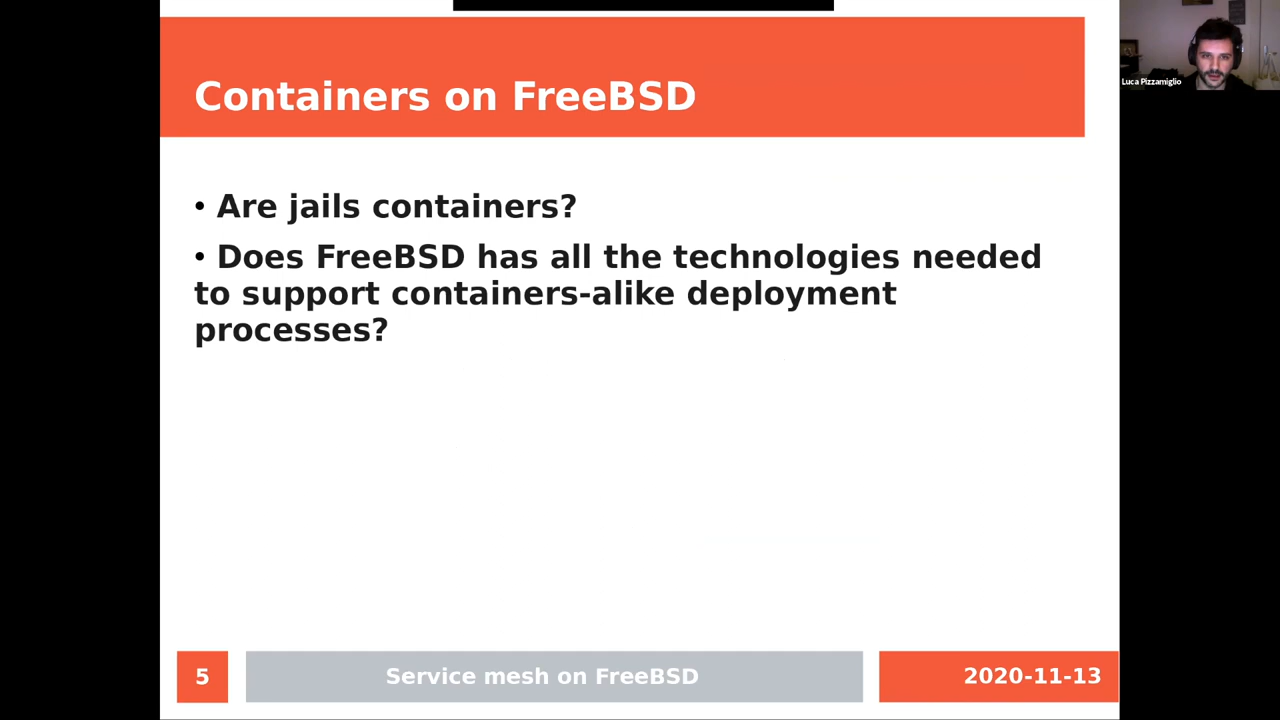 Containers on FreeBSD
Luca Pizzamiglio
• Are jails containers?
• Does FreeBSD has all the technologies needed
to support containers-alike deployment
processes?
5
Service mesh on FreeBSD
2020-11-13